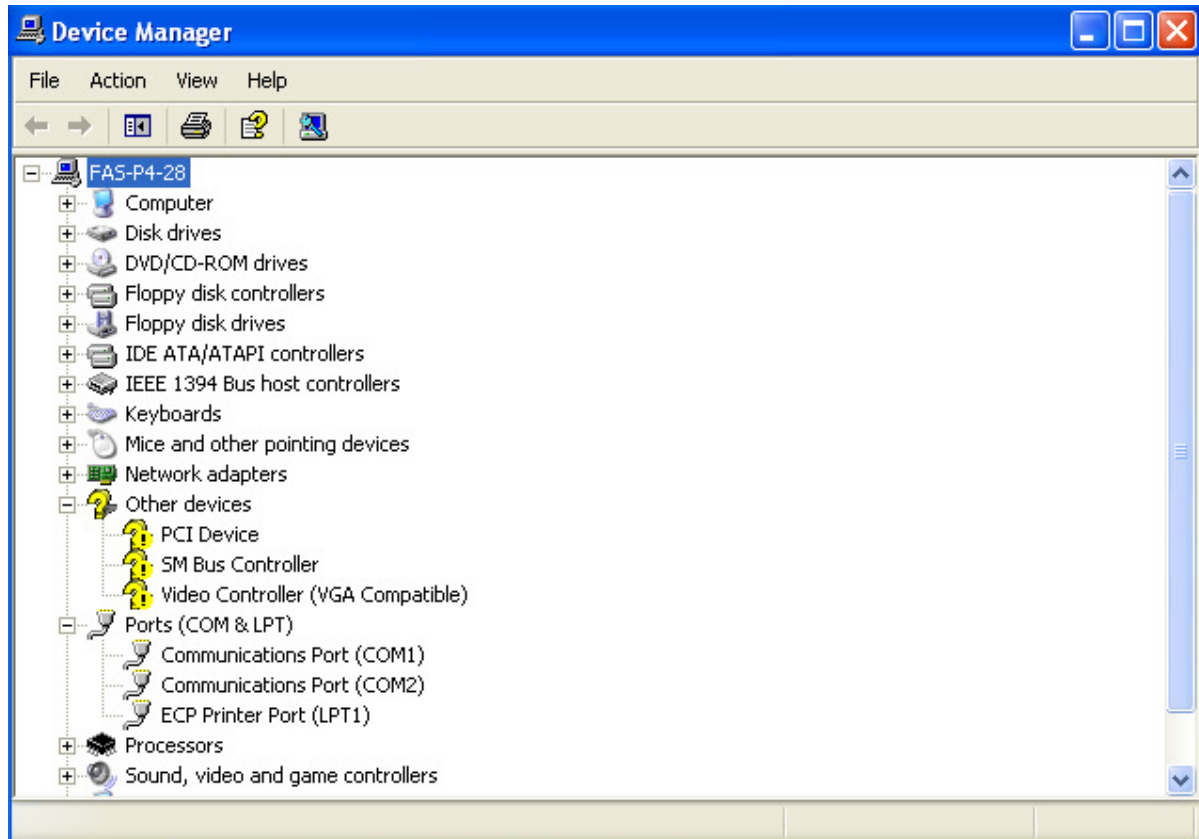 Device Manager
File Action View Help
FAS-P4-28
Computer
Disk drives
DVD/CD-ROM drives
Floppy disk controllers
Floppy disk drives
IDE ATA/ATAPI controllers
IEEE 1394 Bus host controllers
Keyboards
Mice and other pointing devices
Network adapters
Other devices
PCI Device
SM Bus Controller
Video Controller (VGA Compatible)
Ports (COM & LPT)
Communications Port (COM1)
Communications Port (COM2)
ECP Printer Port (LPT1)
Processors
Sound, video and game controllers